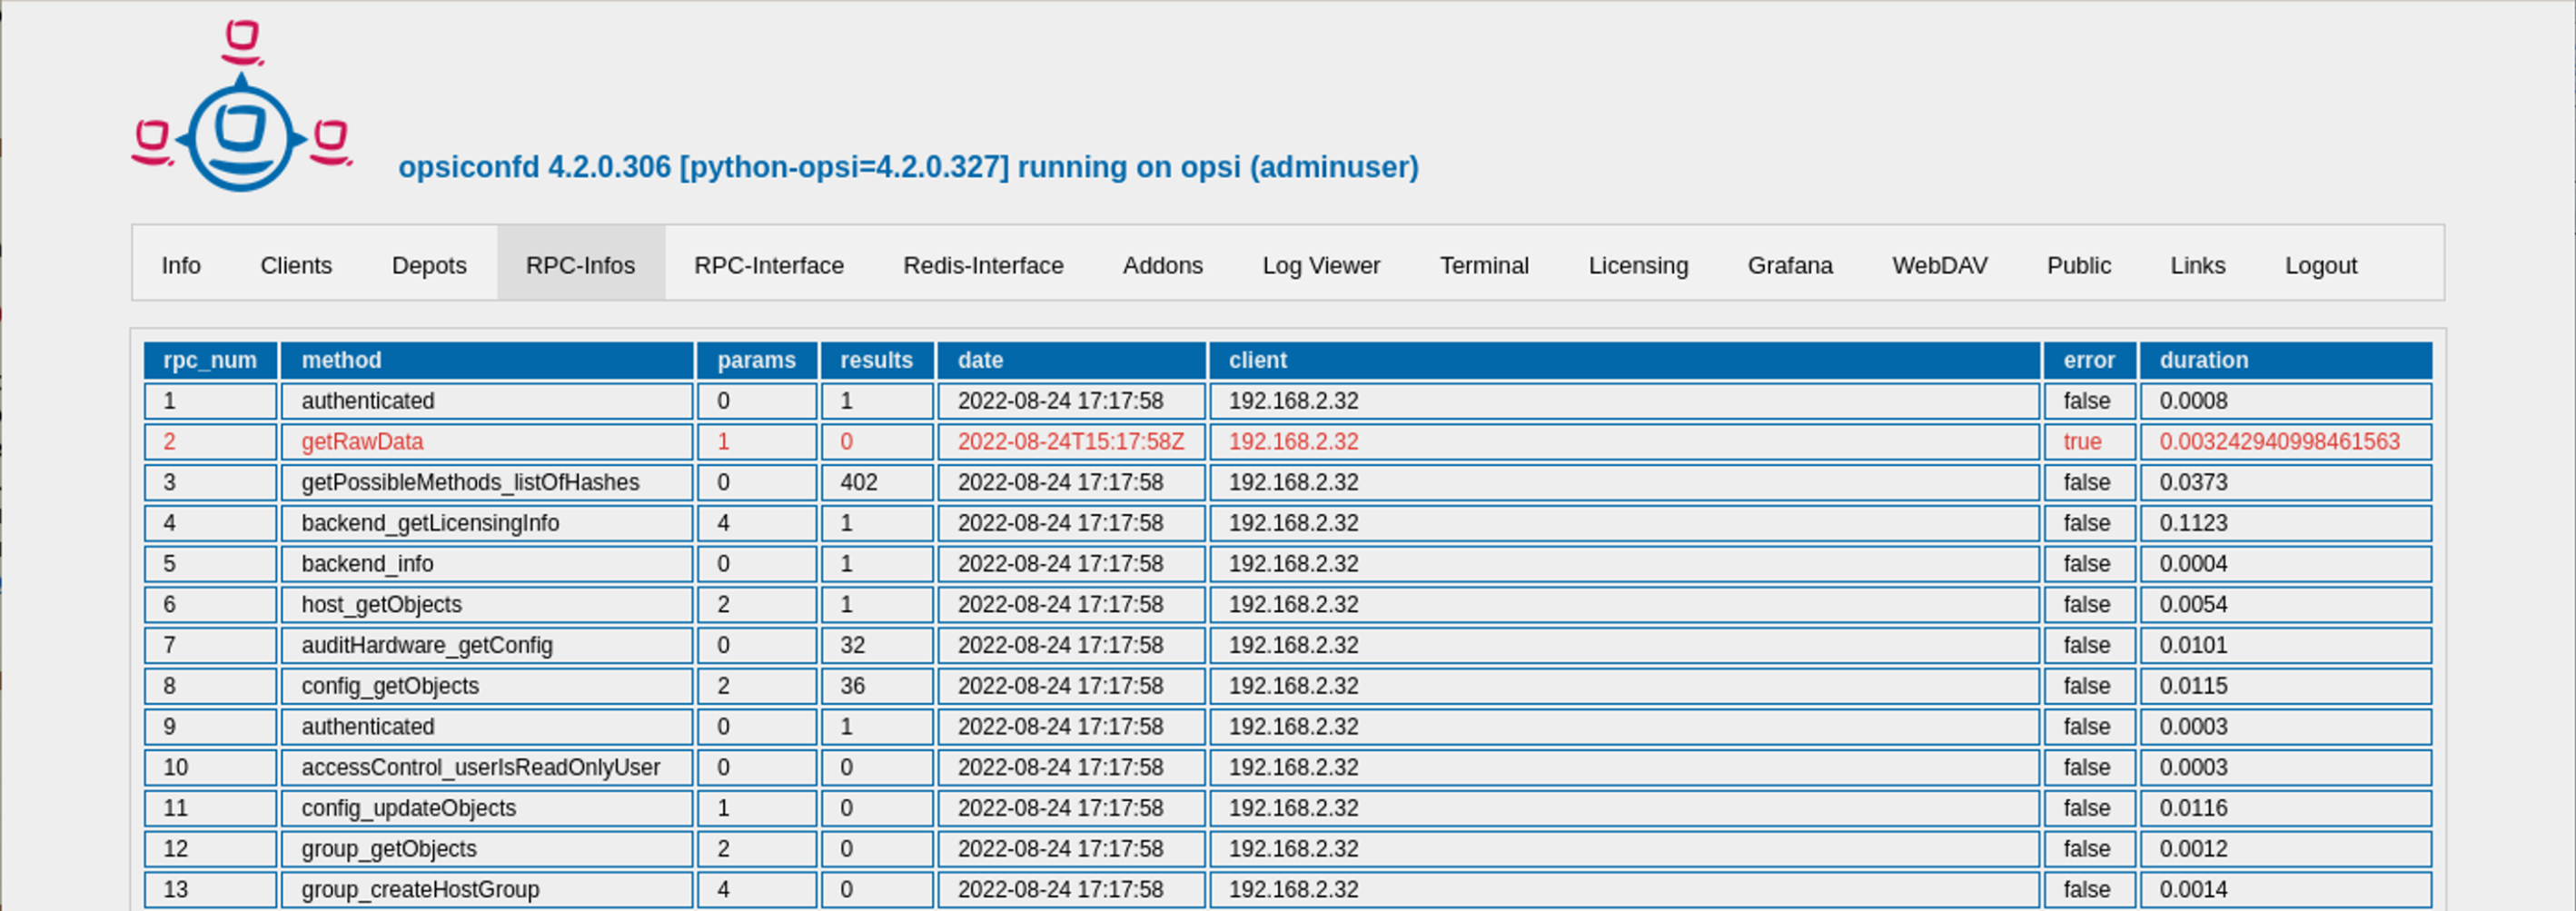 opsiconfd 4.2.0.306 [python-opsi=4.2.0.327] running on opsi (adminuser)
Info Clients Depots RPC-Infos RPC-Interface Redis-Interface Addons Log Viewer Terminal Licensing Grafana WebDAV Public Links Logout
rpc_num method params results date client error duration
1 authenticated 0 1 2022-08-24 17:17:58 192.168.2.32 false 0.0008
2 getRawData 1 0 2022-08-24T15:17:58Z 192.168.2.32 true 0.003242940998461563
3 getPossibleMethods_listOfHashes 0 402 2022-08-24 17:17:58 192.168.2.32 false 0.0373
4 backend_getLicensingInfo 4 1 2022-08-24 17:17:58 192.168.2.32 false 0.1123
5 backend_info 0 1 2022-08-24 17:17:58 192.168.2.32 false 0.0004
6 host_getObjects 2 1 2022-08-24 17:17:58 192.168.2.32 false 0.0054
7 auditHardware_getConfig 0 32 2022-08-24 17:17:58 192.168.2.32 false 0.0101
8 config_getObjects 2 36 2022-08-24 17:17:58 192.168.2.32 false 0.0115
9 authenticated 0 1 2022-08-24 17:17:58 192.168.2.32 false 0.0003
10 accessControl_userIsReadOnlyUser 0 0 2022-08-24 17:17:58 192.168.2.32 false 0.0003
11 config_updateObjects 1 0 2022-08-24 17:17:58 192.168.2.32 false 0.0116
12 group_getObjects 2 0 2022-08-24 17:17:58 192.168.2.32 false 0.0012
13 group_createHostGroup 4 0 2022-08-24 17:17:58 192.168.2.32 false 0.0014